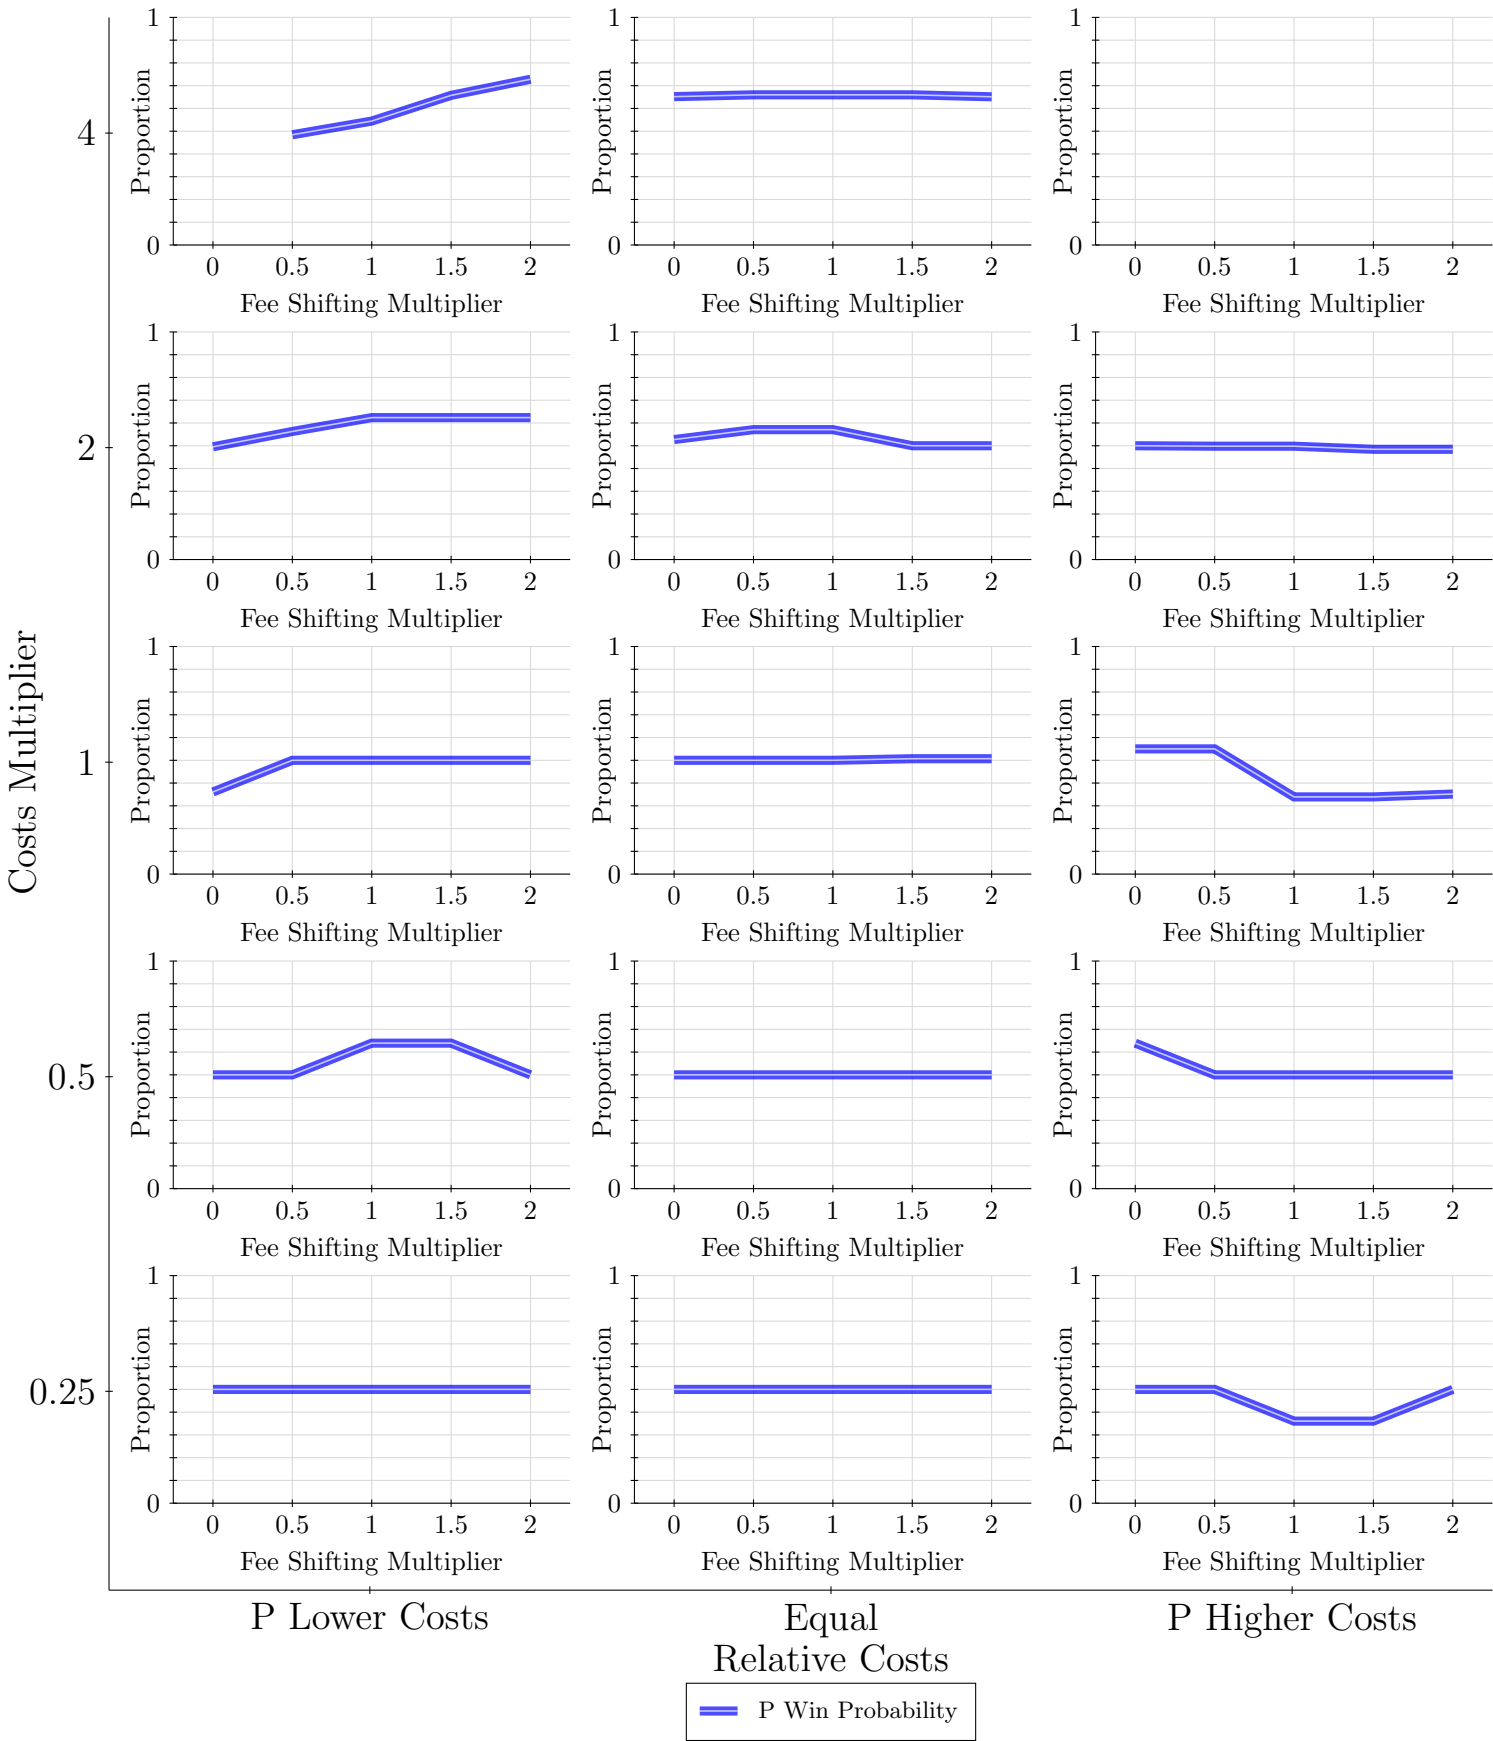 Costs Multiplier
4
1
0
Proportion
0 0.5 1 1.5 2
Fee Shifting Multiplier
1
0
Proportion
0 0.5 1 1.5 2
Fee Shifting Multiplier
1
0
Proportion
0 0.5 1 1.5 2
Fee Shifting Multiplier
2
1
0
Proportion
0 0.5 1 1.5 2
Fee Shifting Multiplier
1
0
Proportion
0 0.5 1 1.5 2
Fee Shifting Multiplier
1
0
Proportion
0 0.5 1 1.5 2
Fee Shifting Multiplier
1
1
0
Proportion
0 0.5 1 1.5 2
Fee Shifting Multiplier
1
0
Proportion
0 0.5 1 1.5 2
Fee Shifting Multiplier
1
0
Proportion
0 0.5 1 1.5 2
Fee Shifting Multiplier
0.5
1
0
Proportion
0 0.5 1 1.5 2
Fee Shifting Multiplier
1
0
Proportion
0 0.5 1 1.5 2
Fee Shifting Multiplier
1
0
Proportion
0 0.5 1 1.5 2
Fee Shifting Multiplier
0.25
1
0
Proportion
0 0.5 1 1.5 2
Fee Shifting Multiplier
1
0
Proportion
0 0.5 1 1.5 2
Fee Shifting Multiplier
1
0
Proportion
0 0.5 1 1.5 2
Fee Shifting Multiplier
P Lower Costs
Equal
P Higher Costs
Relative Costs
P Win Probability